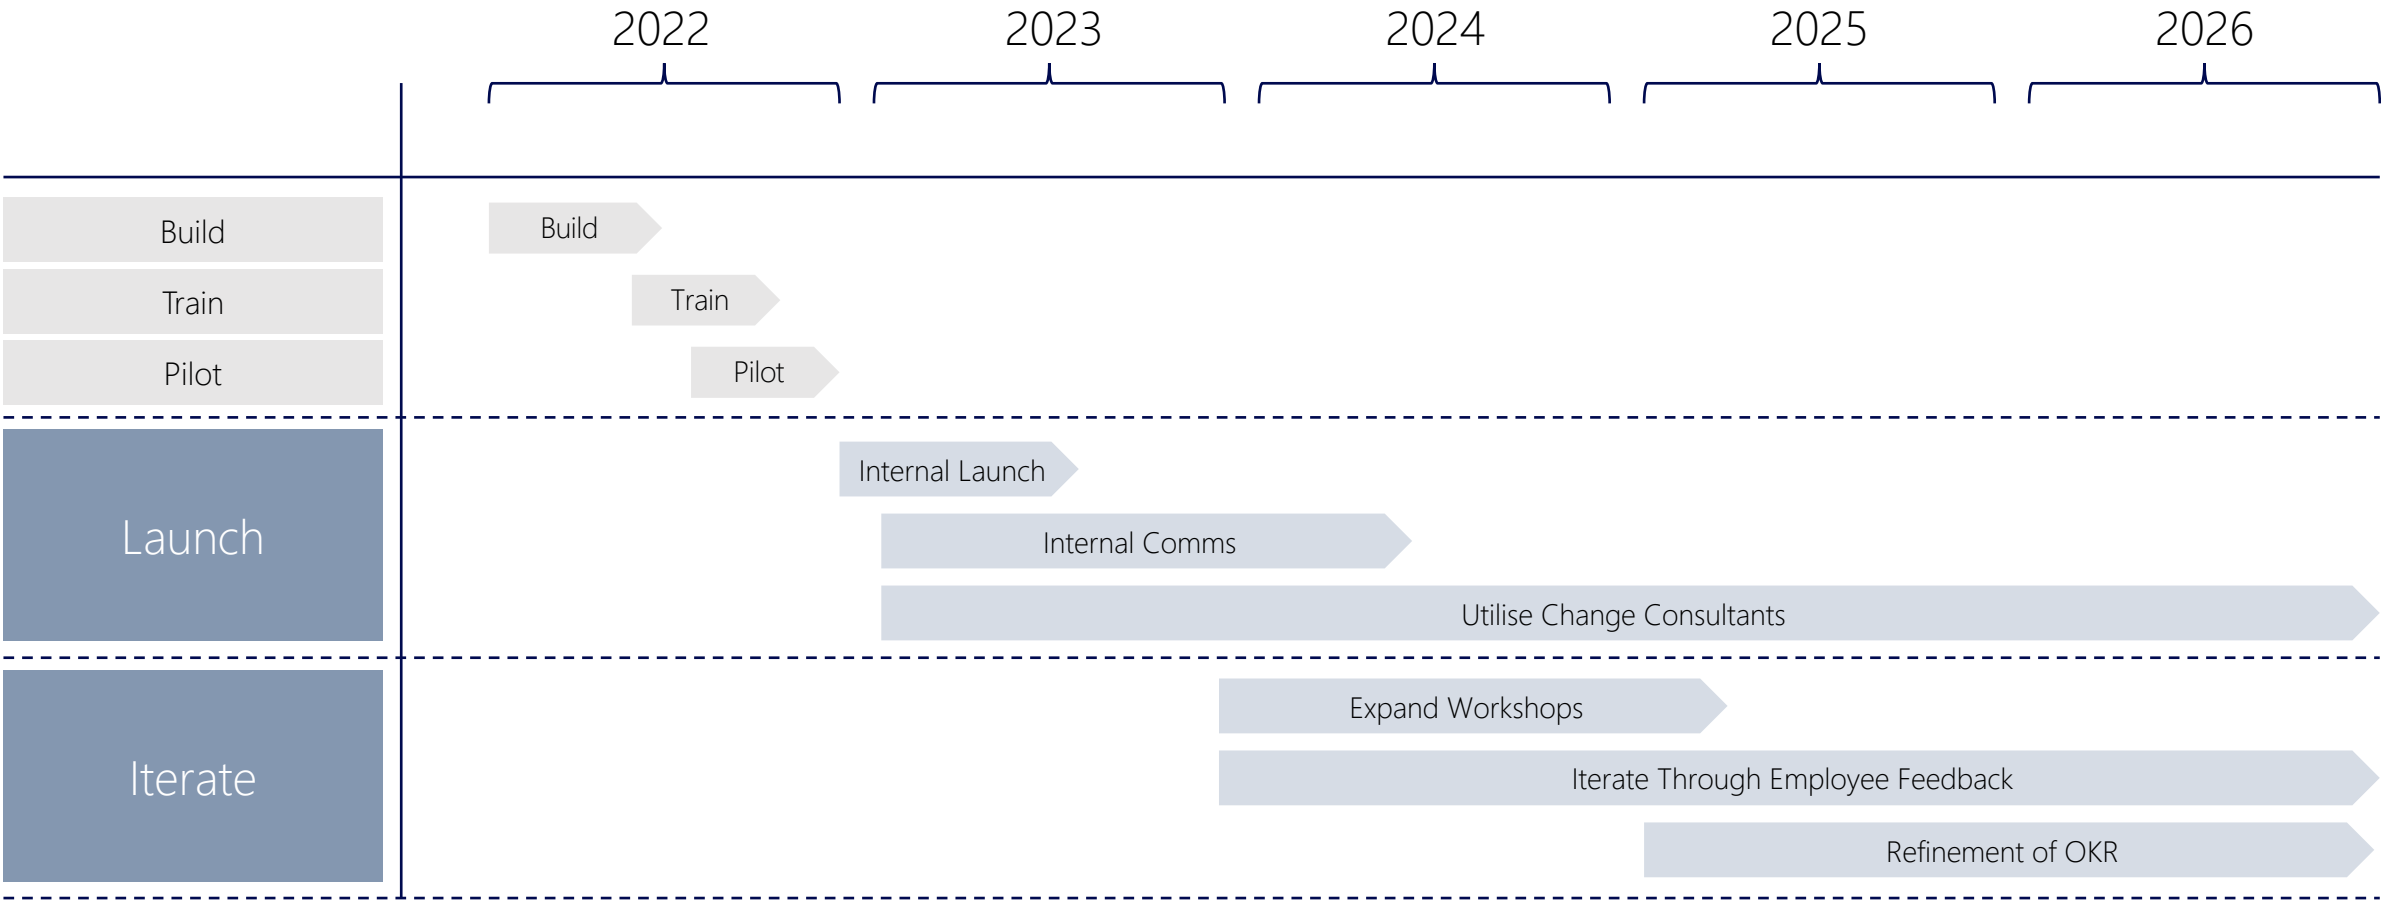 2022
2023
2024
2025
2026
Build
Build
Train
Train
Pilot
Pilot
Launch
Internal Launch
Internal Comms
Utilise Change Consultants
Iterate
Expand Workshops
Iterate Through Employee Feedback
Refinement of OKR